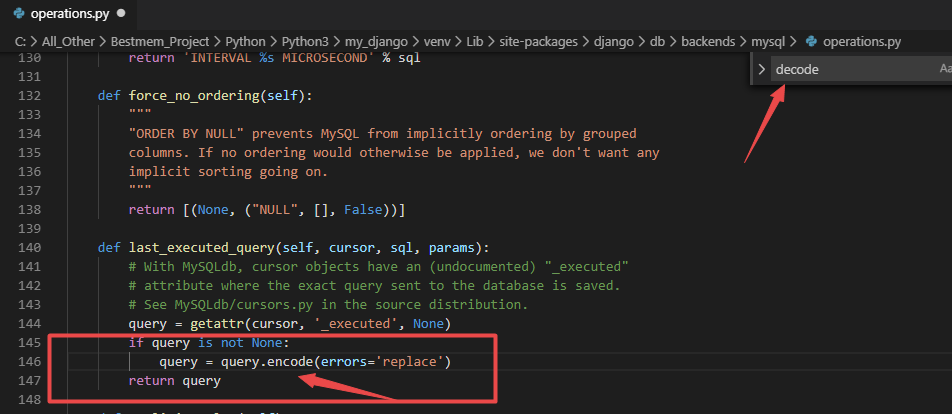 operations.py
C: > All_Other > Bestmem_Project > Python > Python3 > my_django > venv > Lib > site-packages > django > db > backends > mysql > operations.py
decode Aa
130 return 'INTERVAL %s MICROSECOND' % sql
131
132 def force_no_ordering(self):
133 """
134 "ORDER BY NULL" prevents MySQL from implicitly ordering by grouped
135 columns. If no ordering would otherwise be applied, we don't want any
136 implicit sorting going on.
137 """
138 return [(None, ("NULL", [], False))]
139
140 def last_executed_query(self, cursor, sql, params):
141 # With MySQLdb, cursor objects have an (undocumented) "_executed"
142 # attribute where the exact query sent to the database is saved.
143 # See MySQLdb/cursors.py in the source distribution.
144 query = getattr(cursor, '_executed', None)
145 if query is not None:
146 query = query.encode(errors='replace')
147 return query
148